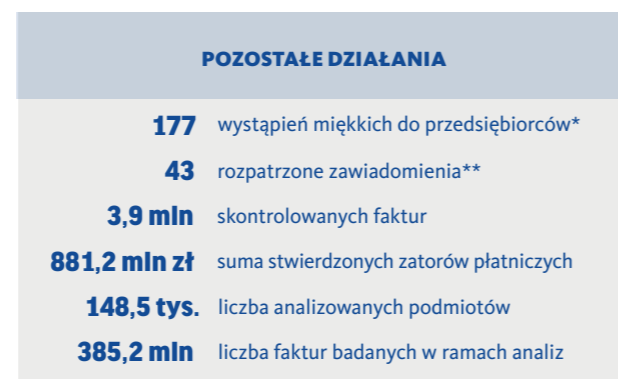 POZOSTAŁE DZIAŁANIA
177 wystąpień miękkich do przedsiębiorców*
43 rozpatrzone zawiadomienia**
3,9 mln skontrolowanych faktur
881,2 mln zł suma stwierdzonych zatorów płatniczych
148,5 tys. liczba analizowanych podmiotów
385,2 mln liczba faktur badanych w ramach analiz